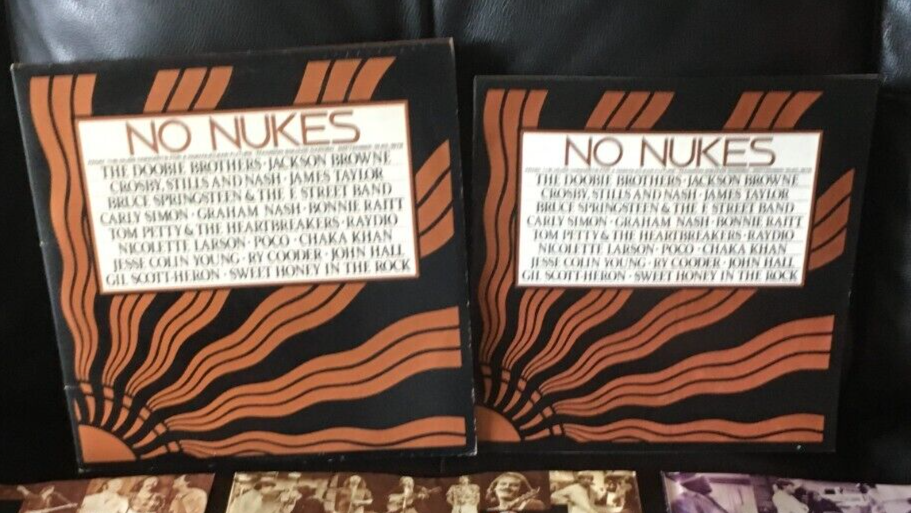 NO NUKES
THE DOOBIE BROTHERS · JACKSON BROWNE
CROSBY, STILLS AND NASH · JAMES TAYLOR
BRUCE SPRINGSTEEN & THE E STREET BAND
CARLY SIMON · GRAHAM NASH · BONNIE RAITT
TOM PETTY & THE HEARTBREAKERS · RAYDIO
NICOLETTE LARSON · POCO · CHAKA KHAN
JESSE COLIN YOUNG · RY COODER · JOHN HALL
GIL SCOTT-HERON · SWEET HONEY IN THE ROCK
NO NUKES
THE DOOBIE BROTHERS · JACKSON BROWNE
CROSBY, STILLS AND NASH · JAMES TAYLOR
BRUCE SPRINGSTEEN & THE E STREET BAND
CARLY SIMON · GRAHAM NASH · BONNIE RAITT
TOM PETTY & THE HEARTBREAKERS · RAYDIO
NICOLETTE LARSON · POCO · CHAKA KHAN
JESSE COLIN YOUNG · RY COODER · JOHN HALL
GIL SCOTT-HERON · SWEET HONEY IN THE ROCK